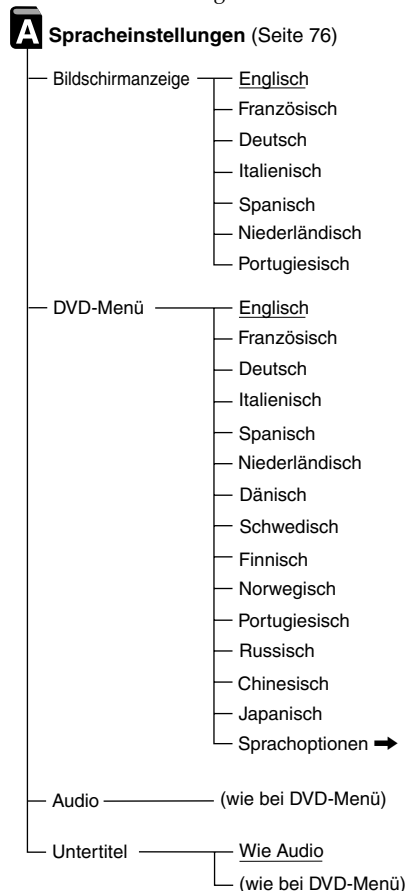 A Spracheinstellungen (Seite 76)
Bildschirmanzeige Englisch
Französisch
Deutsch
Italienisch
Spanisch
Niederländisch
Portugiesisch
DVD-Menü Englisch
Französisch
Deutsch
Italienisch
Spanisch
Niederländisch
Dänisch
Schwedisch
Finnisch
Norwegisch
Portugiesisch
Russisch
Chinesisch
Japanisch
Sprachoptionen ➡
Audio (wie bei DVD-Menü)
Untertitel Wie Audio
(wie bei DVD-Menü)